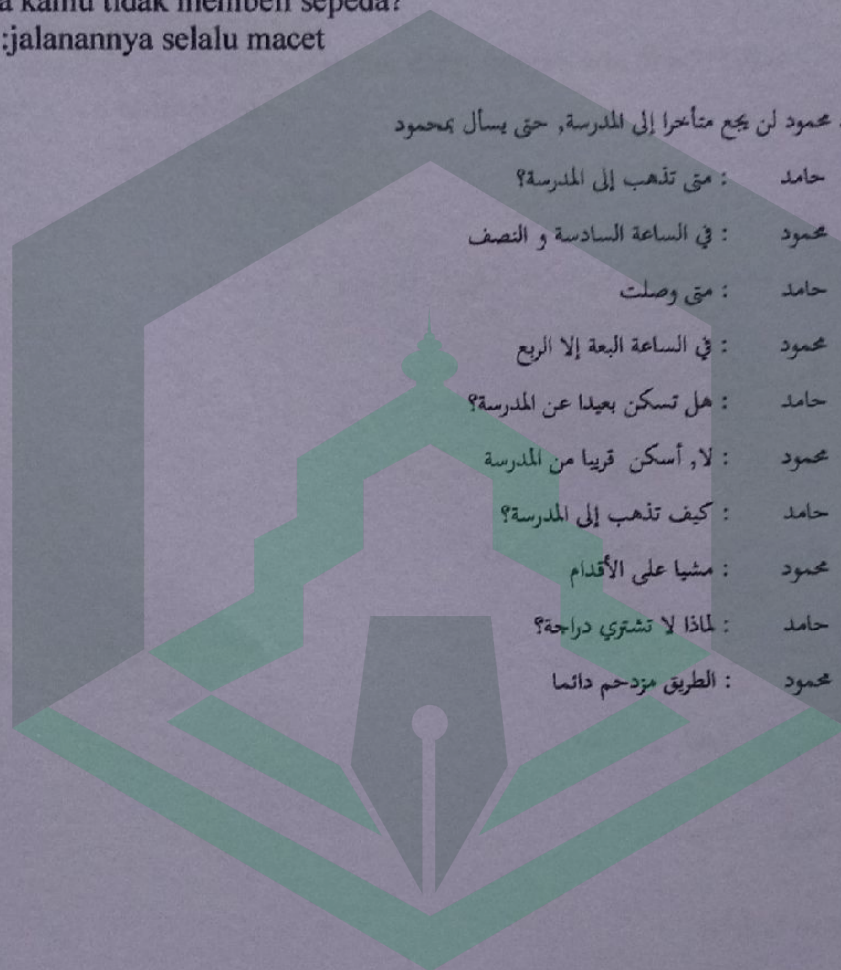 a kamu tidak membeli sepeda?
:jalanannya selalu macet
محمود لن يجع متأخرا إلى المدرسة, حتى يسأل بمحمود
حامد : متى تذهب إلى المدرسة؟
محمود : في الساعة السادسة و النصف
حامد : متى وصلت
محمود : في الساعة البعة إلا الربع
حامد : هل تسكن بعيدا عن المدرسة؟
محمود : لا, أسكن قريبا من المدرسة
حامد : كيف تذهب إلى المدرسة؟
محمود : مشيا على الأقدام
حامد : لماذا لا تشتري دراجة؟
محمود : الطريق مزدحم دائما